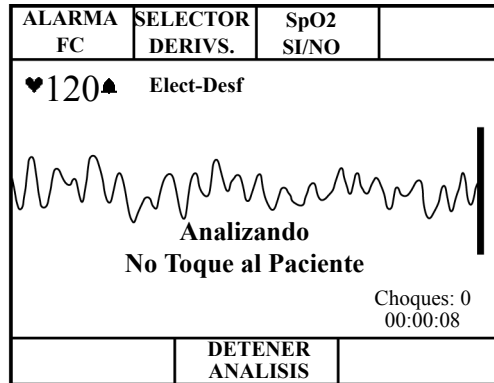 ALARMA SELECTOR SpO2
FC DERIVS. SI/NO
120 Elect-Desf
Analizando
No Toque al Paciente
Choques: 0
00:00:08
DETENER
ANALISIS